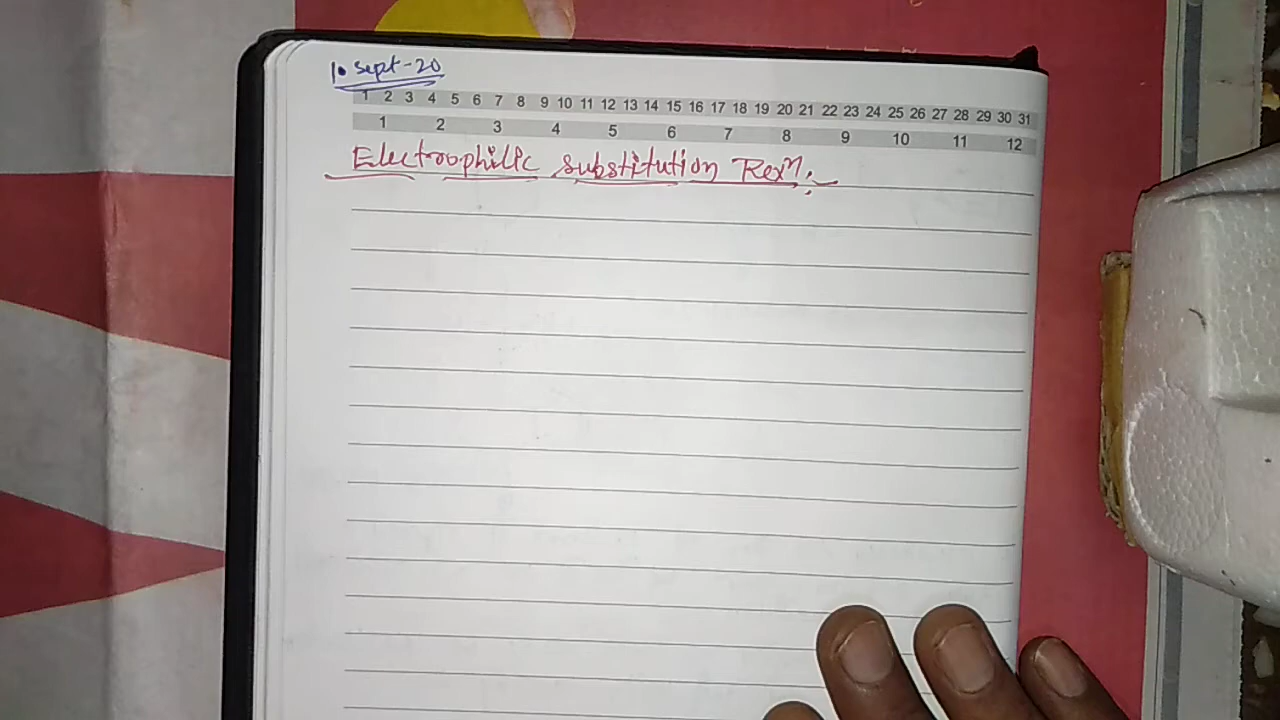 1. Sept-20
1 2 3 4 5 6 7 8 9 10 11 12 13 14 15 16 17 18 19 20 21 22 23 24 25 26 27 28 29 30 31
1 2 3 4 5 6 7 8 9 10 11 12
Electrophilic substitution Rexn: